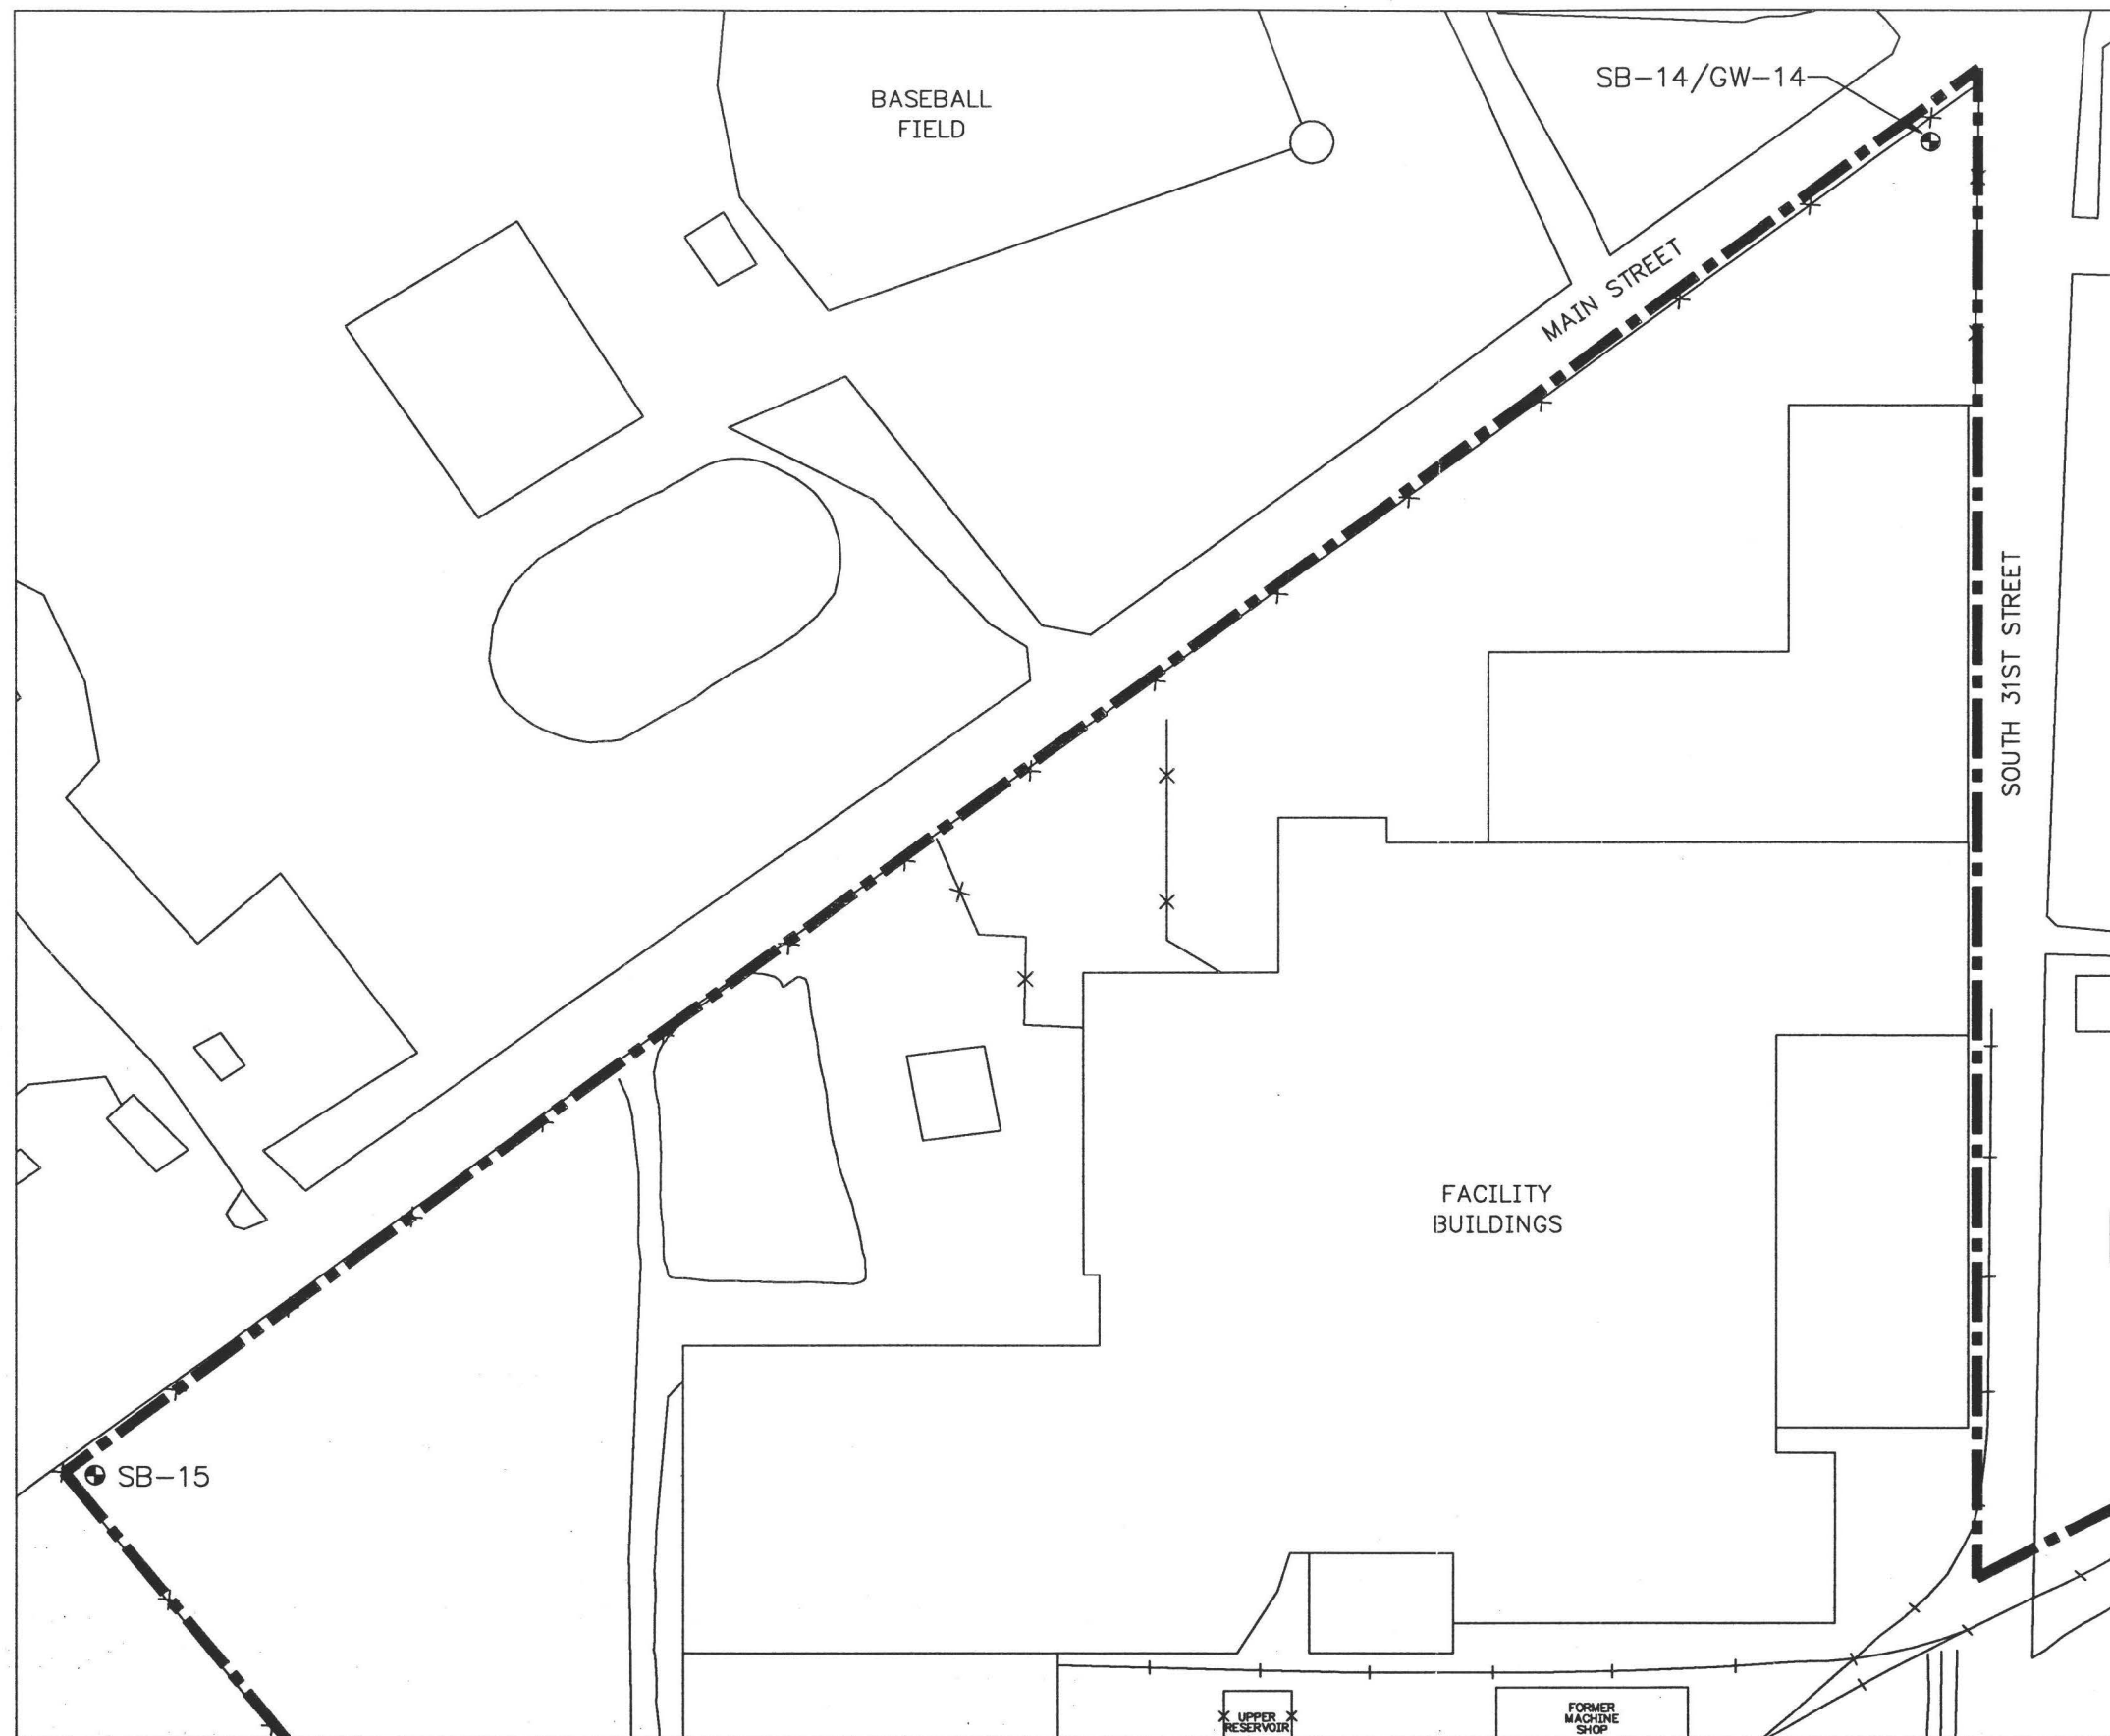 SB-14/GW-14
BASEBALL
FIELD
MAIN STREET
SOUTH 31ST STREET
FACILITY
BUILDINGS
SB-15
UPPER
RESERVOIR
FORMER
MACHINE
SHOP